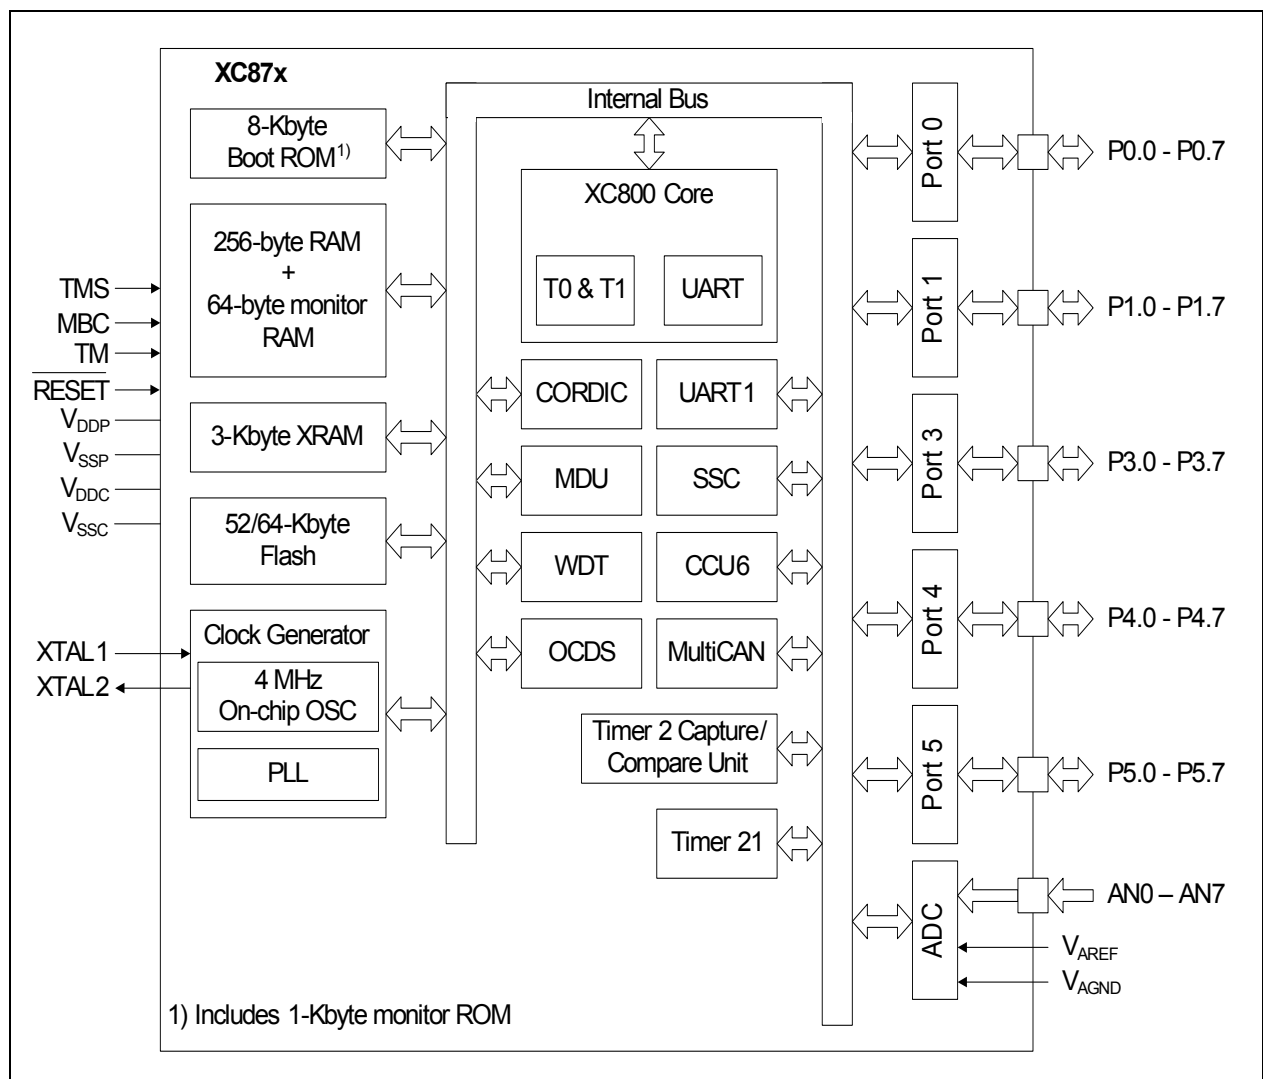 XC87x
Internal Bus
8-Kbyte
Boot ROM1)
256-byte RAM
+
64-byte monitor
RAM
3-Kbyte XRAM
52/64-Kbyte
Flash
Clock Generator
4 MHz
On-chip OSC
PLL
TMS
MBC
TM
RESET
VDDP
VSSP
VDDC
VSSC
XTAL1
XTAL2
XC800 Core
T0 & T1
UART
CORDIC
UART1
MDU
SSC
WDT
CCU6
OCDS
MultiCAN
Timer 2 Capture/
Compare Unit
Timer 21
Port 0
P0.0 - P0.7
Port 1
P1.0 - P1.7
Port 3
P3.0 - P3.7
Port 4
P4.0 - P4.7
Port 5
P5.0 - P5.7
ADC
AN0 – AN7
VAREF
VAGND
1) Includes 1-Kbyte monitor ROM